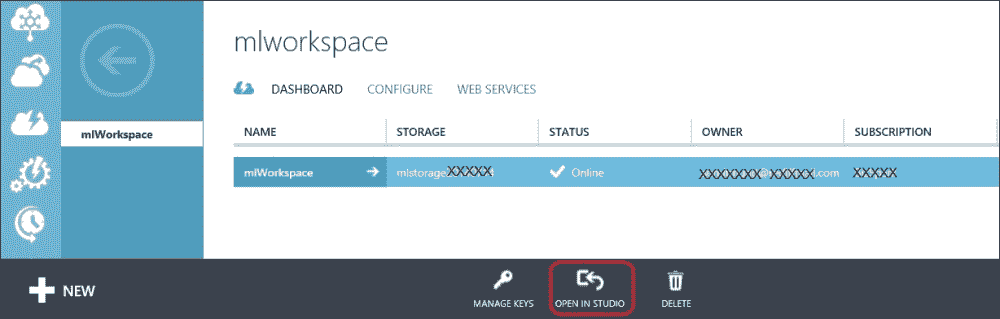 mlworkspace
DASHBOARD CONFIGURE WEB SERVICES
NAME STORAGE STATUS OWNER SUBSCRIPTION
mlWorkspace
mlWorkspace mlstorageXXXXX Online XXXXXXX@XXXXX.com XXXXX
NEW
MANAGE KEYS OPEN IN STUDIO DELETE